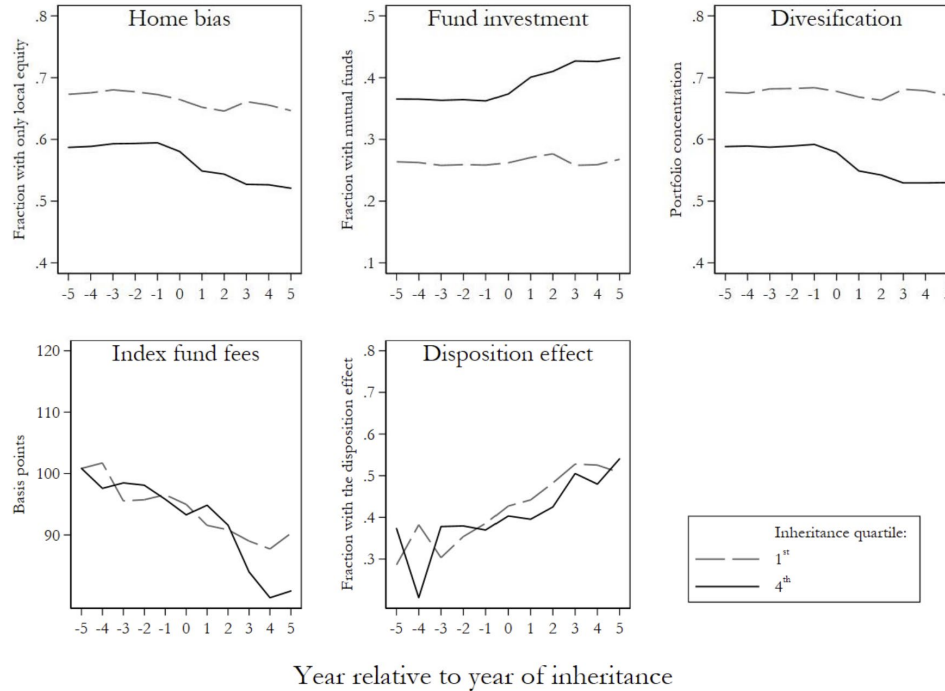 Home bias
Fraction with only local equity
.8
.7
.6
.5
.4
-5 -4 -3 -2 -1 0 1 2 3 4 5
Fund investment
Fraction with mutual funds
.5
.4
.3
.2
.1
-5 -4 -3 -2 -1 0 1 2 3 4 5
Divesification
Portfolio concentration
.8
.7
.6
.5
.4
-5 -4 -3 -2 -1 0 1 2 3 4
Index fund fees
Basis points
120
110
100
90
-5 -4 -3 -2 -1 0 1 2 3 4 5
Disposition effect
Fraction with the disposition effect
.8
.7
.6
.5
.4
.3
-5 -4 -3 -2 -1 0 1 2 3 4 5
Inheritance quartile:
1st
4th
Year relative to year of inheritance